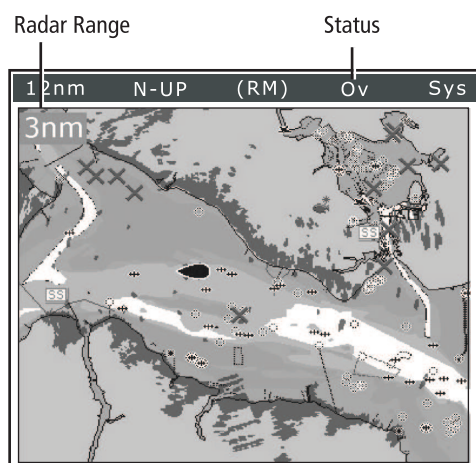 Radar Range Status
12nm N-UP (RM) Ov Sys
3nm
SS
SS